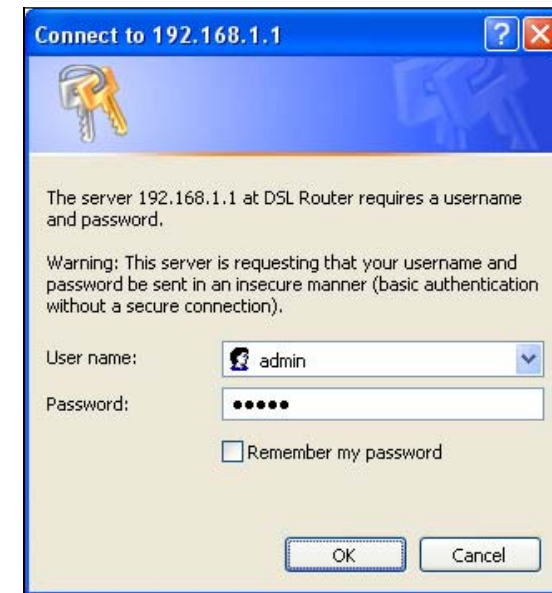 Connect to 192.168.1.1
The server 192.168.1.1 at DSL Router requires a username
and password.
Warning: This server is requesting that your username and
password be sent in an insecure manner (basic authentication
without a secure connection).
User name:
admin
Password:
•••••
Remember my password
OK
Cancel